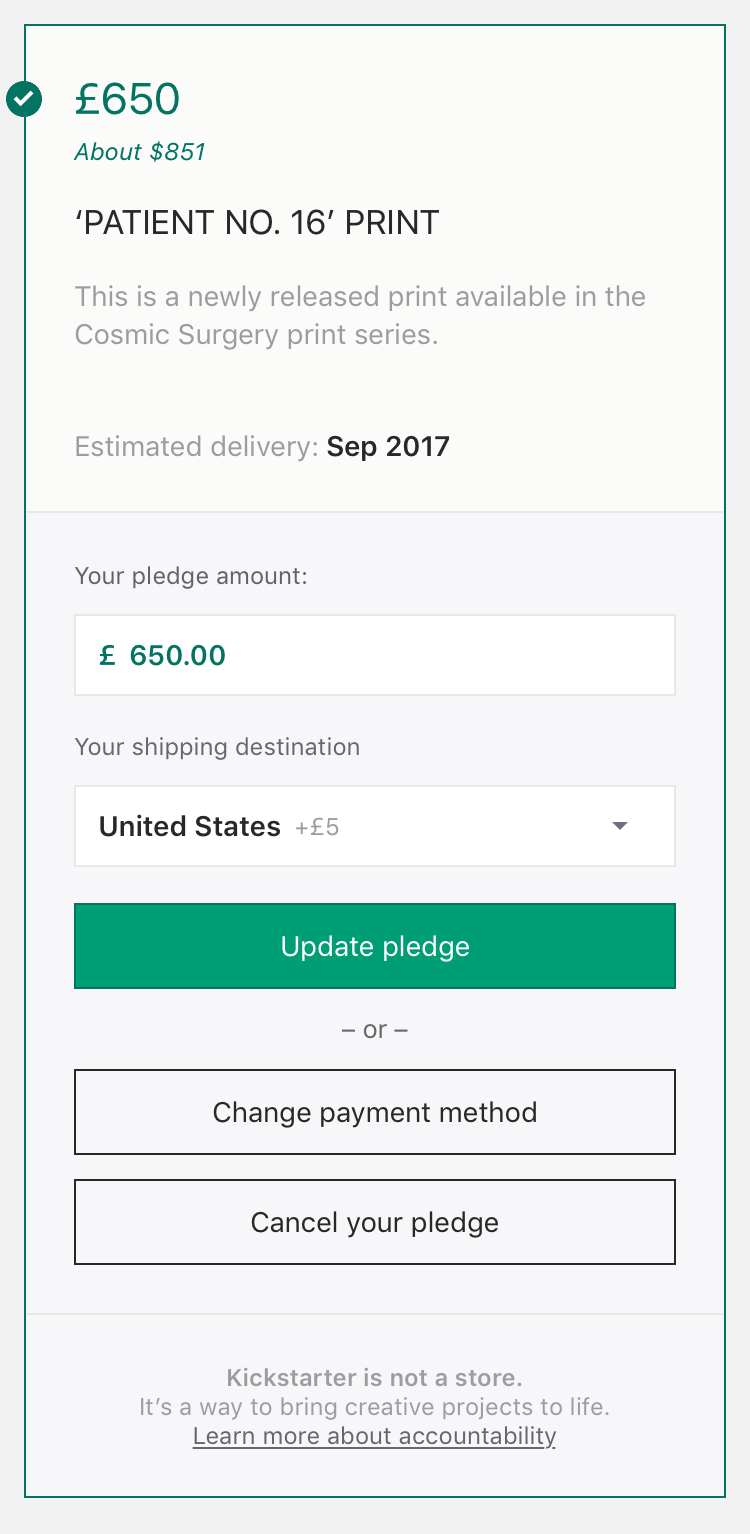 £650
About $851
‘PATIENT NO. 16’ PRINT
This is a newly released print available in the
Cosmic Surgery print series.
Estimated delivery: Sep 2017
Your pledge amount:
£ 650.00
Your shipping destination
United States +£5
Update pledge
– or –
Change payment method
Cancel your pledge
Kickstarter is not a store.
It’s a way to bring creative projects to life.
Learn more about accountability